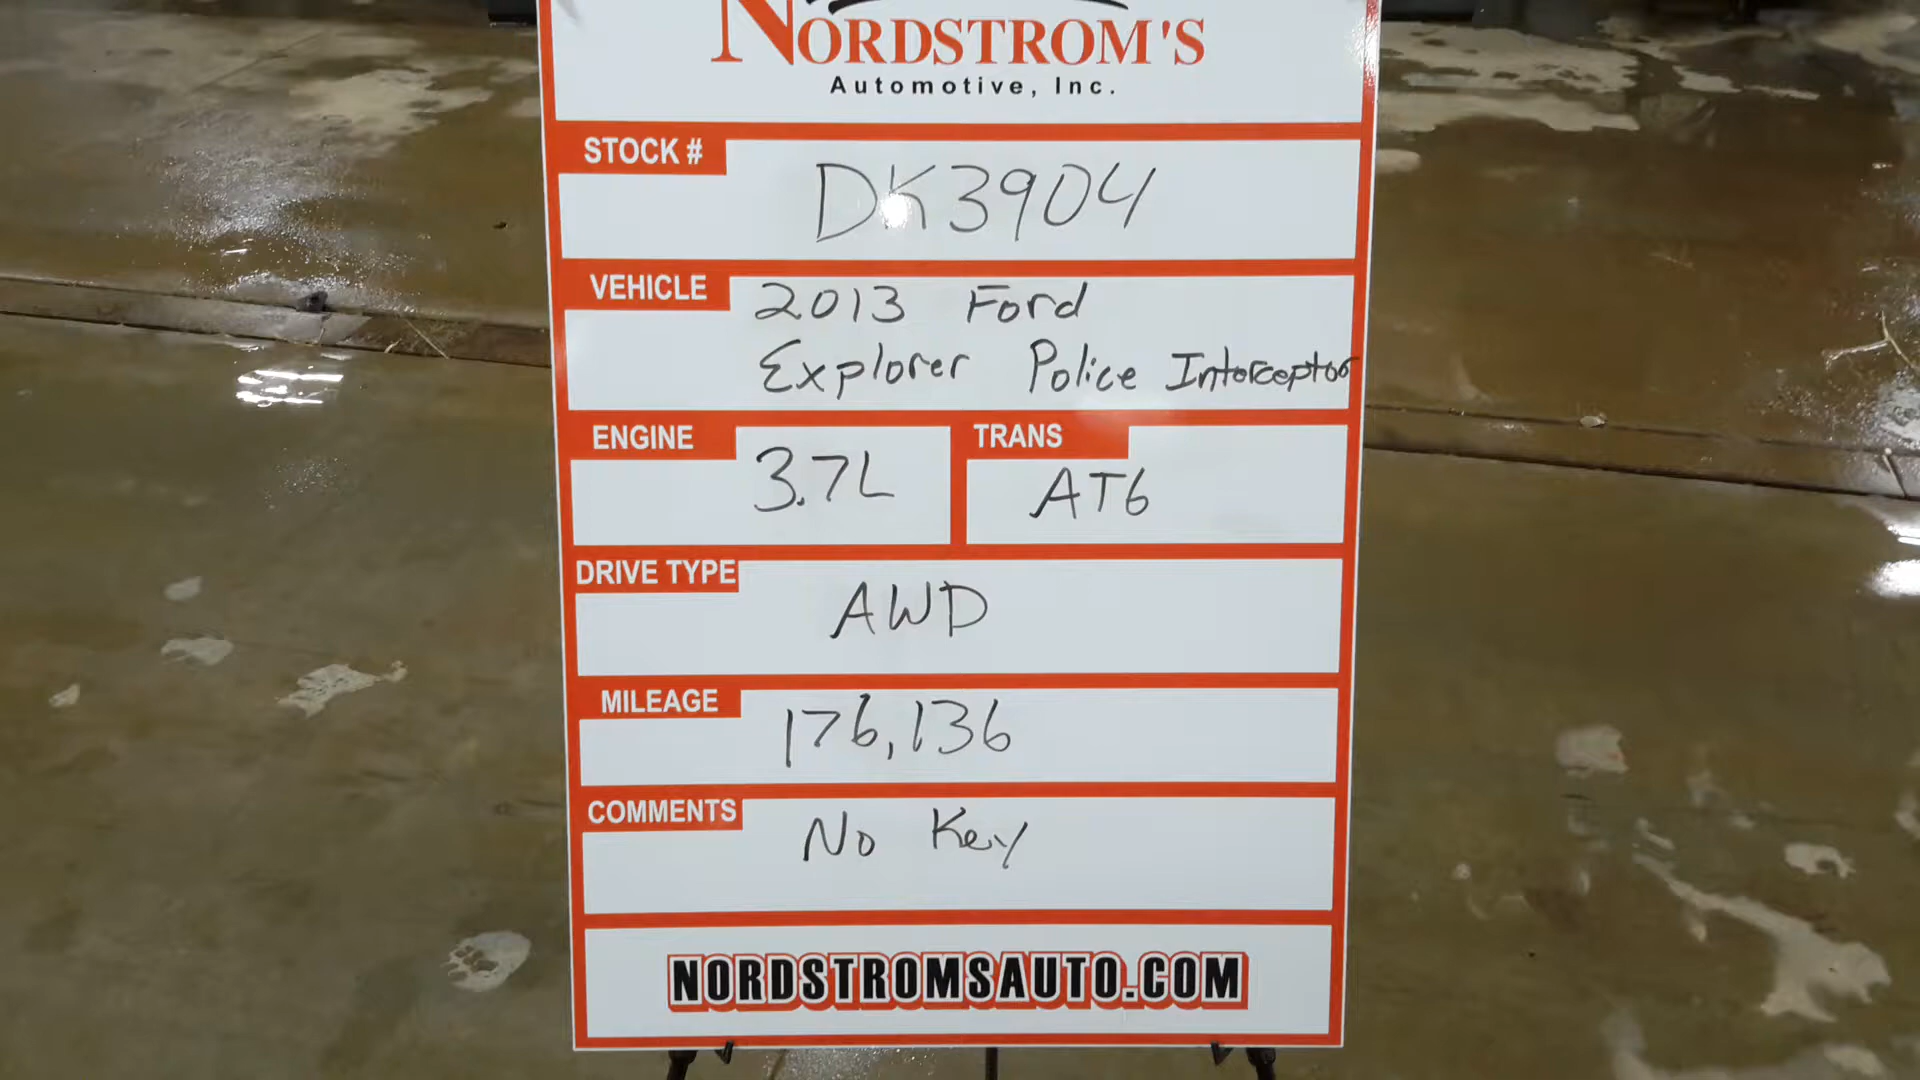 NORDSTROM'S
Automotive, Inc.
STOCK #
DK3904
VEHICLE
2013 Ford
Explorer Police Interceptor
ENGINE
3.7L
TRANS
AT6
DRIVE TYPE
AWD
MILEAGE
176,136
COMMENTS
No Key
NORDSTROMSAUTO.COM